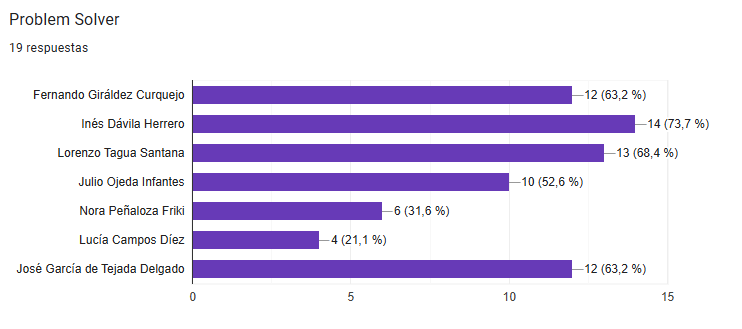 Problem Solver
19 respuestas
Fernando Giráldez Curquejo 12 (63,2 %)
Inés Dávila Herrero 14 (73,7 %)
Lorenzo Tagua Santana 13 (68,4 %)
Julio Ojeda Infantes 10 (52,6 %)
Nora Peñaloza Friki 6 (31,6 %)
Lucía Campos Díez 4 (21,1 %)
José García de Tejada Delgado 12 (63,2 %)
0 5 10 15